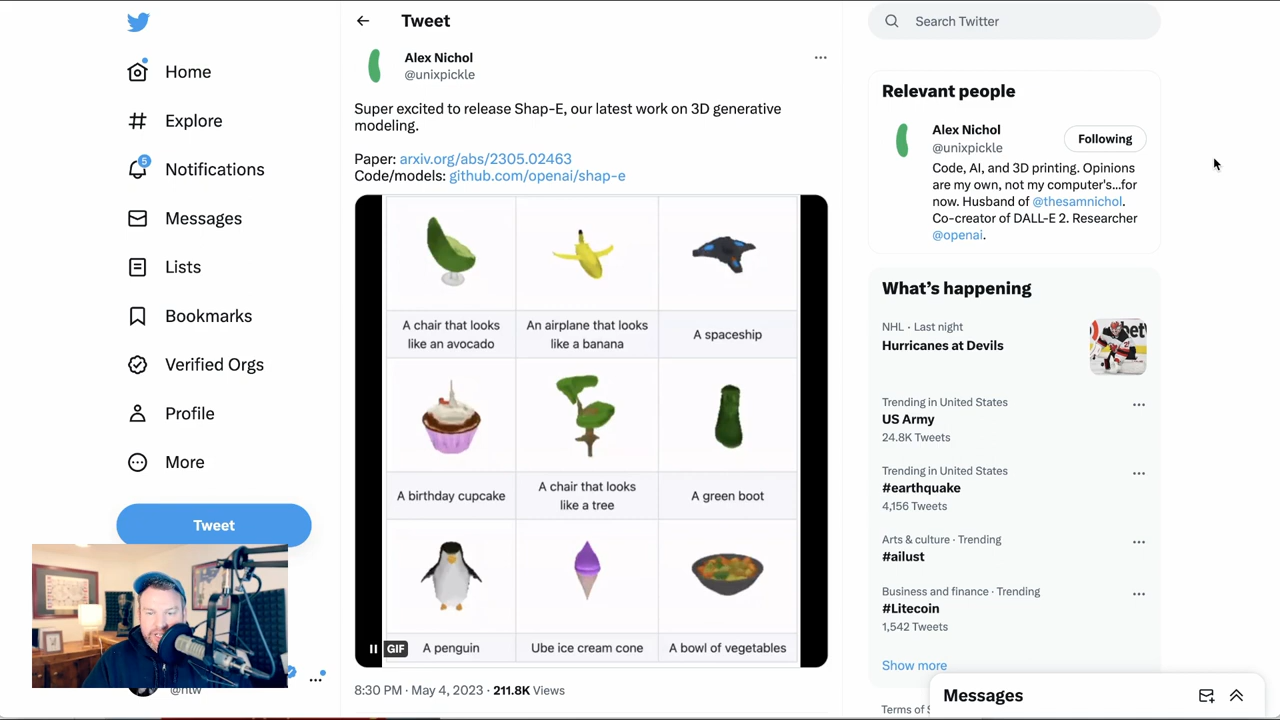 Home
Explore
5
Notifications
Messages
Lists
Bookmarks
Verified Orgs
Profile
More
Tweet
Tweet
Alex Nichol
@unixpickle
Super excited to release Shap-E, our latest work on 3D generative
modeling.
Paper: arxiv.org/abs/2305.02463
Code/models: github.com/openai/shap-e
A chair that looks
like an avocado
An airplane that looks
like a banana
A spaceship
A birthday cupcake
A chair that looks
like a tree
A green boot
GIF
A penguin
Ube ice cream cone
A bowl of vegetables
8:30 PM · May 4, 2023 · 211.8K Views
Search Twitter
Relevant people
Alex Nichol
@unixpickle
Following
Code, AI, and 3D printing. Opinions
are my own, not my computer's...for
now. Husband of @thesamnichol.
Co-creator of DALL-E 2. Researcher
@openai.
What's happening
NHL · Last night
Hurricanes at Devils
Trending in United States
US Army
24.8K Tweets
Trending in United States
#earthquake
4,156 Tweets
Arts & culture · Trending
#ailust
Business and finance · Trending
#Litecoin
1,542 Tweets
Show more
Messages
Terms of